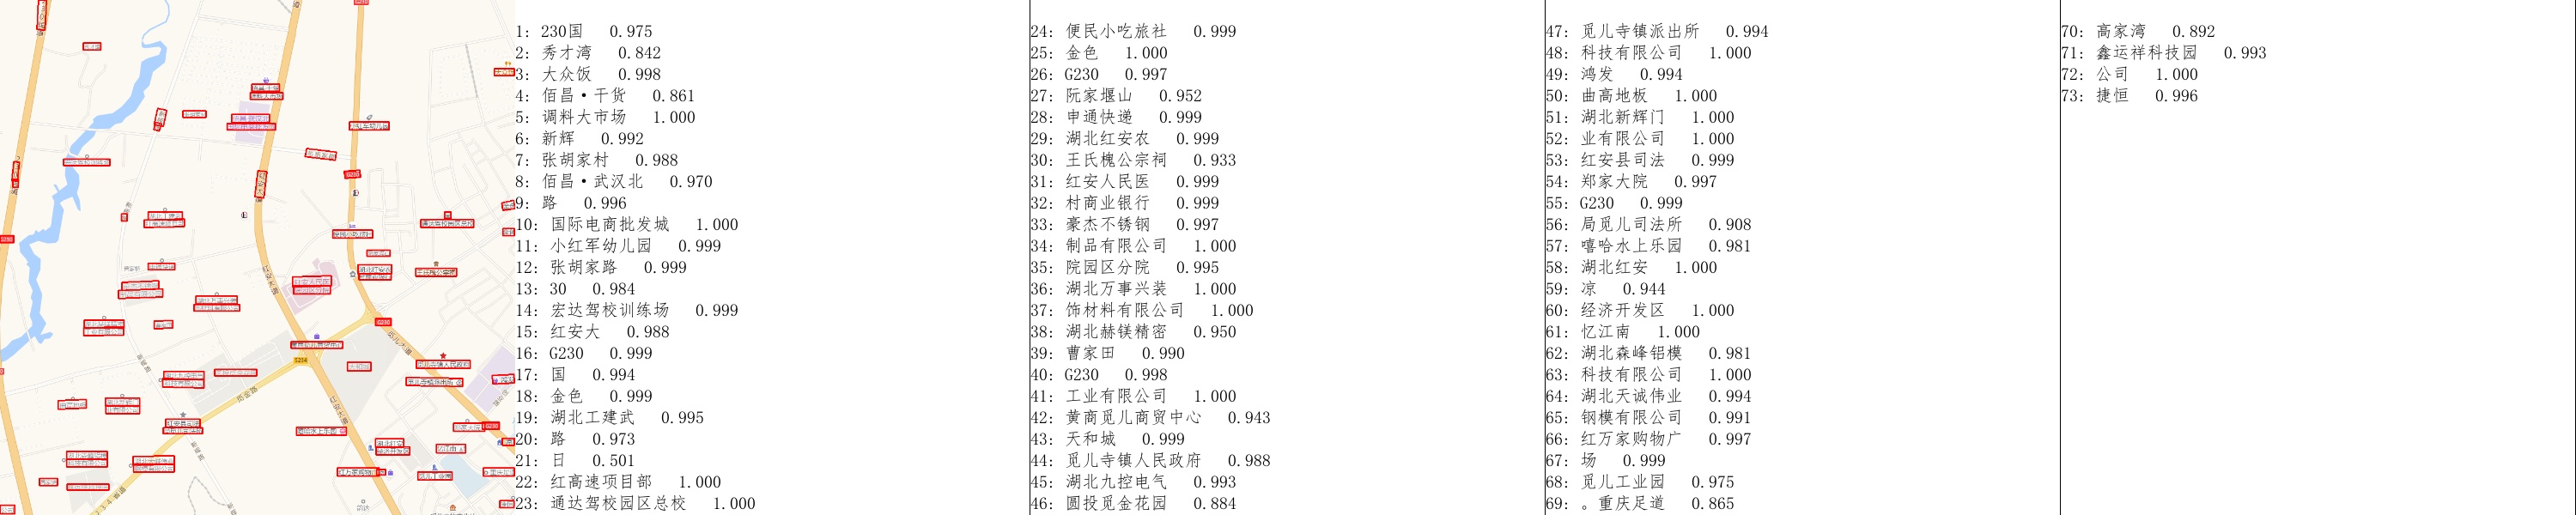 1: 230国 0.975
2: 秀才湾 0.842
3: 大众饭 0.998
4: 佰昌·干货 0.861
5: 调料大市场 1.000
6: 新辉 0.992
7: 张胡家村 0.988
8: 佰昌·武汉北 0.970
9: 路 0.996
10: 国际电商批发城 1.000
11: 小红军幼儿园 0.999
12: 张胡家路 0.999
13: 30 0.984
14: 宏达驾校训练场 0.999
15: 红安大 0.988
16: G230 0.999
17: 国 0.994
18: 金色 0.999
19: 湖北工建武 0.995
20: 路 0.973
21: 日 0.501
22: 红高速项目部 1.000
23: 通达驾校园区总校 1.000
24: 便民小吃旅社 0.999
25: 金色 1.000
26: G230 0.997
27: 阮家堰山 0.952
28: 申通快递 0.999
29: 湖北红安农 0.999
30: 王氏槐公宗祠 0.933
31: 红安人民医 0.999
32: 村商业银行 0.999
33: 豪杰不锈钢 0.997
34: 制品有限公司 1.000
35: 院园区分院 0.995
36: 湖北万事兴装 1.000
37: 饰材料有限公司 1.000
38: 湖北赫镁精密 0.950
39: 曹家田 0.990
40: G230 0.998
41: 工业有限公司 1.000
42: 黄商觅儿商贸中心 0.943
43: 天和城 0.999
44: 觅儿寺镇人民政府 0.988
45: 湖北九控电气 0.993
46: 圆投觅金花园 0.884
47: 觅儿寺镇派出所 0.994
48: 科技有限公司 1.000
49: 鸿发 0.994
50: 曲高地板 1.000
51: 湖北新辉门 1.000
52: 业有限公司 1.000
53: 红安县司法 0.999
54: 郑家大院 0.997
55: G230 0.999
56: 局觅儿司法所 0.908
57: 嘻哈水上乐园 0.981
58: 湖北红安 1.000
59: 凉 0.944
60: 经济开发区 1.000
61: 忆江南 1.000
62: 湖北森峰铝模 0.981
63: 科技有限公司 1.000
64: 湖北天诚伟业 0.994
65: 钢模有限公司 0.991
66: 红万家购物广 0.997
67: 场 0.999
68: 觅儿工业园 0.975
69: 。重庆足道 0.865
70: 高家湾 0.892
71: 鑫运祥科技园 0.993
72: 公司 1.000
73: 捷恒 0.996